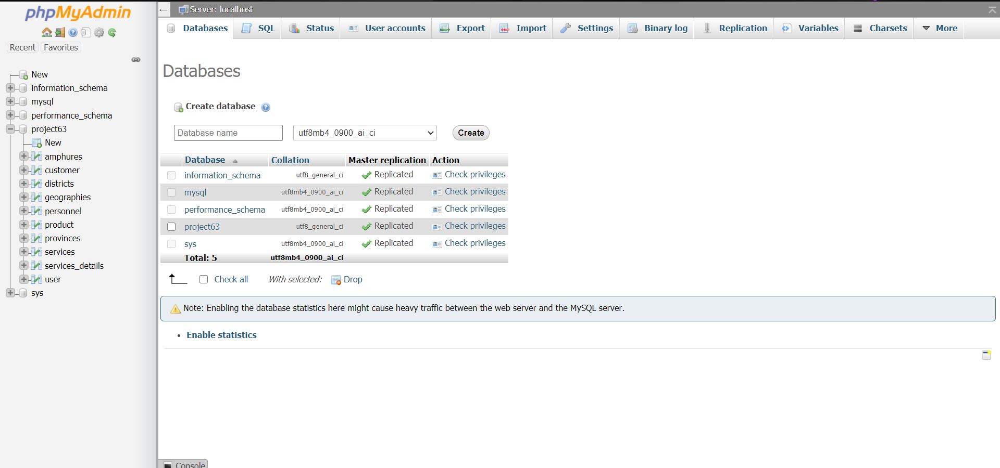 phpMyAdmin
Recent Favorites
New
information_schema
mysql
performance_schema
project63
New
amphures
customer
districts
geographies
personnel
product
provinces
services
services_details
user
sys
Server: localhost
Databases SQL Status User accounts Export Import Settings Binary log Replication Variables Charsets More
Databases
Create database
Database name utf8mb4_0900_ai_ci Create
Database Collation Master replication Action
information_schema utf8_general_ci Replicated Check privileges
mysql utf8mb4_0900_ai_ci Replicated Check privileges
performance_schema utf8mb4_0900_ai_ci Replicated Check privileges
project63 utf8_general_ci Replicated Check privileges
sys utf8mb4_0900_ai_ci Replicated Check privileges
Total: 5 utf8mb4_0900_ai_ci
Check all With selected: Drop
Note: Enabling the database statistics here might cause heavy traffic between the web server and the MySQL server.
Enable statistics
Console